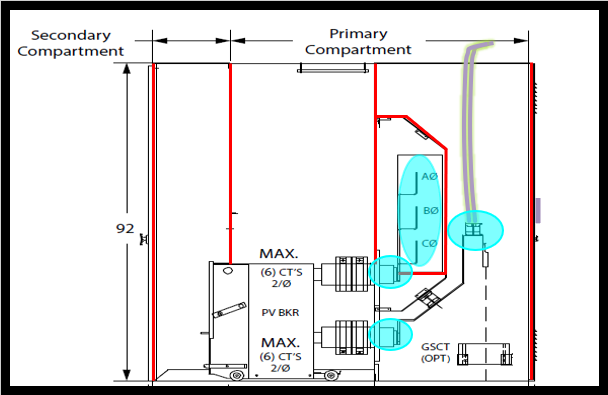 Secondary
Compartment
Primary
Compartment
92
AØ
BØ
CØ
MAX.
(6) CT'S
2/Ø
PV BKR
MAX.
(6) CT'S
2/Ø
GSCT
(OPT)